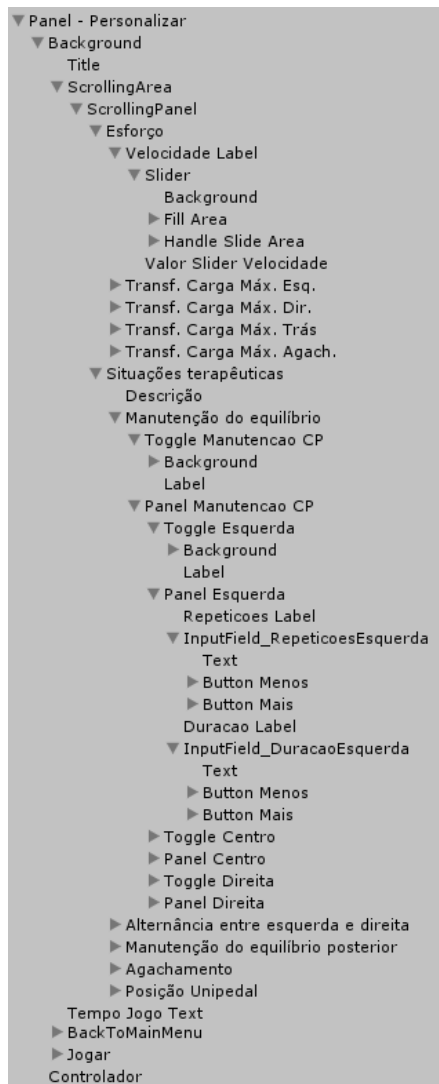 Panel - Personalizar
Background
Title
ScrollingArea
ScrollingPanel
Esforço
Velocidade Label
Slider
Background
Fill Area
Handle Slide Area
Valor Slider Velocidade
Transf. Carga Máx. Esq.
Transf. Carga Máx. Dir.
Transf. Carga Máx. Trás
Transf. Carga Máx. Agach.
Situações terapêuticas
Descrição
Manutenção do equilíbrio
Toggle Manutencao CP
Background
Label
Panel Manutencao CP
Toggle Esquerda
Background
Label
Panel Esquerda
Repeticoes Label
InputField_RepeticoesEsquerda
Text
Button Menos
Button Mais
Duracao Label
InputField_DuracaoEsquerda
Text
Button Menos
Button Mais
Toggle Centro
Panel Centro
Toggle Direita
Panel Direita
Alternância entre esquerda e direita
Manutenção do equilíbrio posterior
Agachamento
Posição Unipedal
Tempo Jogo Text
BackToMainMenu
Jogar
Controlador